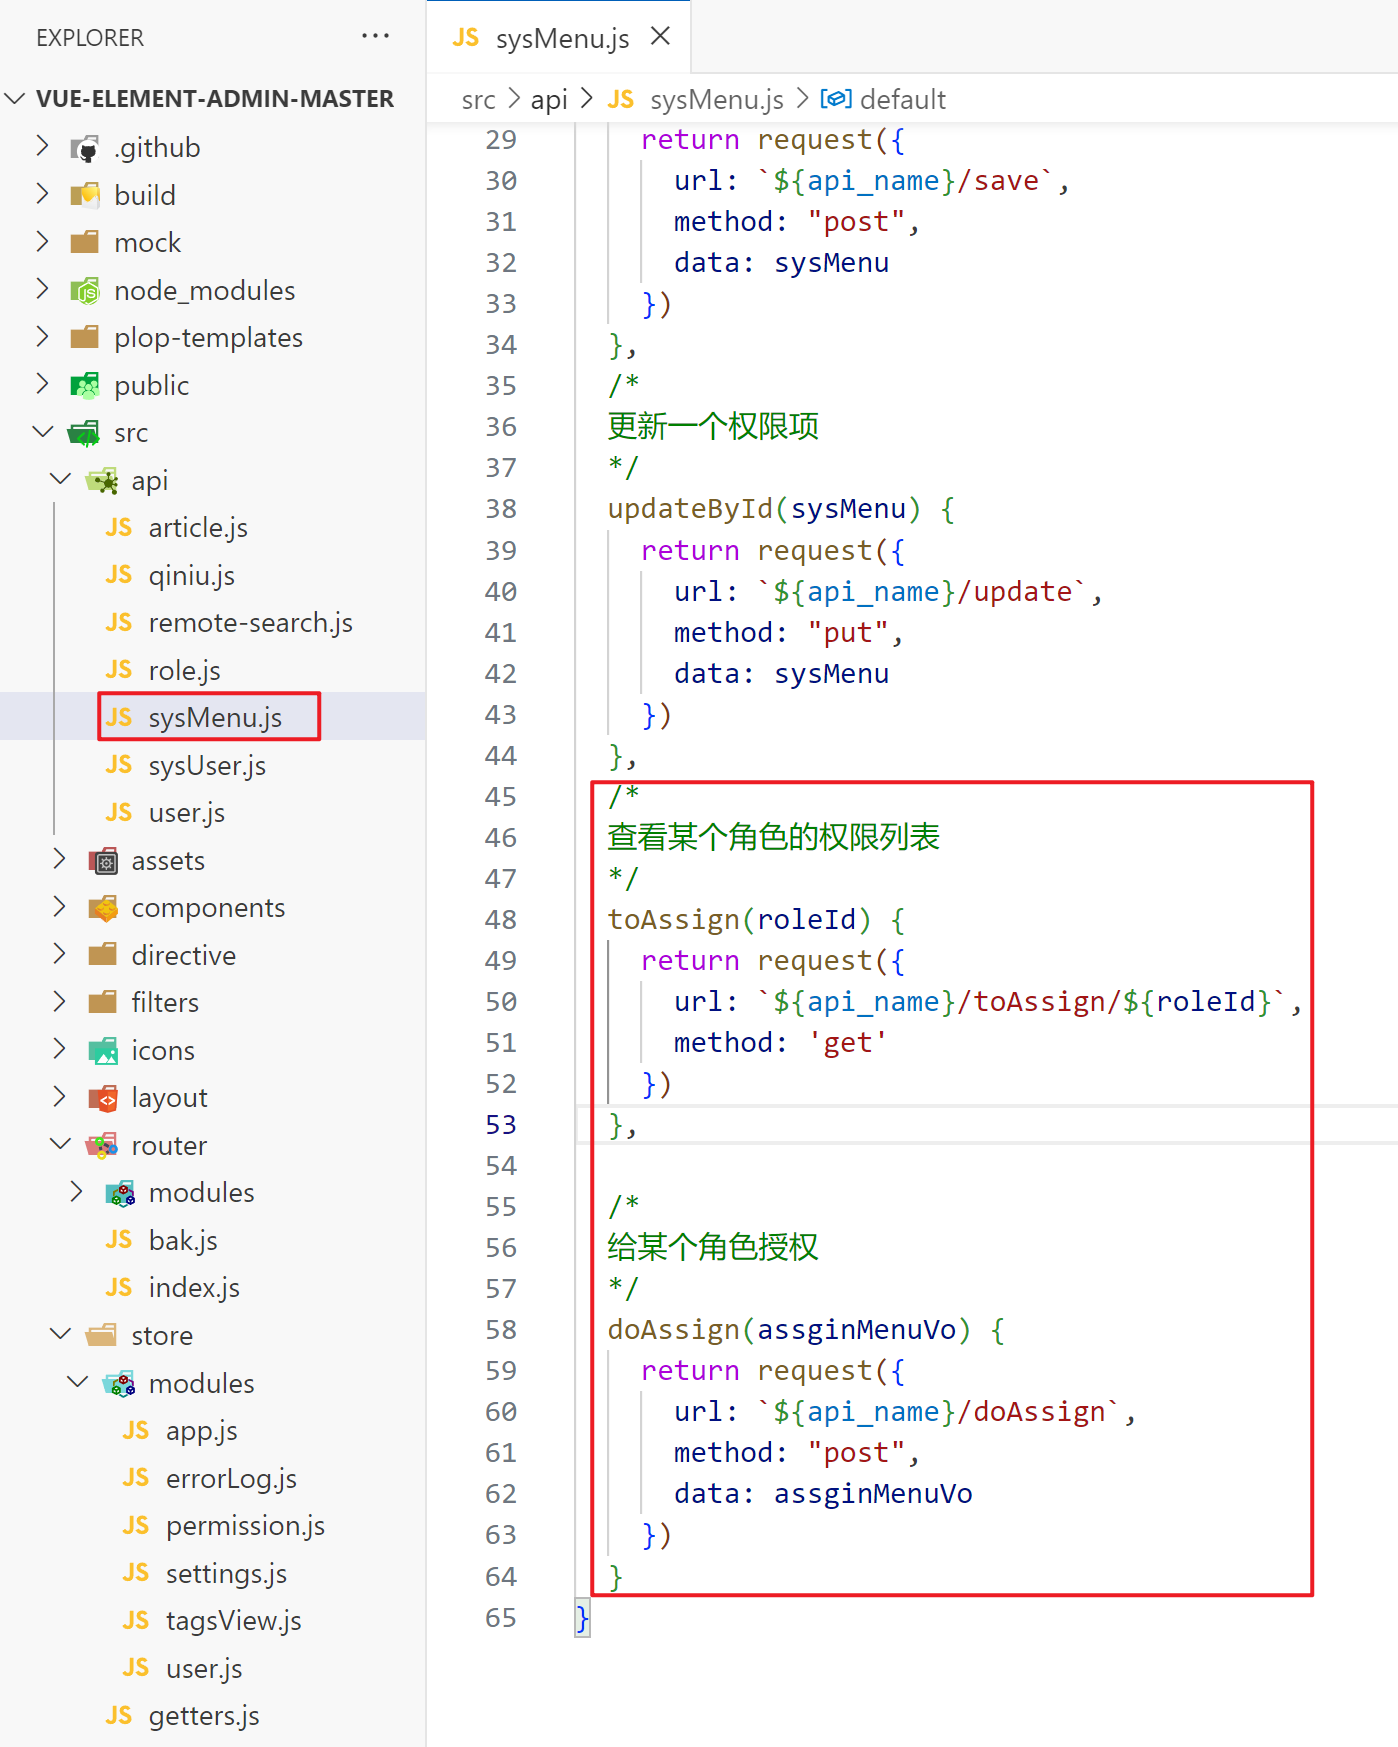 EXPLORER
VUE-ELEMENT-ADMIN-MASTER
.github
build
mock
node_modules
plop-templates
public
src
api
JS article.js
JS qiniu.js
JS remote-search.js
JS role.js
JS sysMenu.js
JS sysUser.js
JS user.js
assets
components
directive
filters
icons
layout
router
modules
JS bak.js
JS index.js
store
modules
JS app.js
JS errorLog.js
JS permission.js
JS settings.js
JS tagsView.js
JS user.js
JS getters.js
JS sysMenu.js
src > api > JS sysMenu.js > default
29 return request({
30 url: `${api_name}/save`,
31 method: "post",
32 data: sysMenu
33 })
34 },
35 /*
36 更新一个权限项
37 */
38 updateById(sysMenu) {
39 return request({
40 url: `${api_name}/update`,
41 method: "put",
42 data: sysMenu
43 })
44 },
45 /*
46 查看某个角色的权限列表
47 */
48 toAssign(roleId) {
49 return request({
50 url: `${api_name}/toAssign/${roleId}`,
51 method: 'get'
52 })
53 },
54
55 /*
56 给某个角色授权
57 */
58 doAssign(assginMenuVo) {
59 return request({
60 url: `${api_name}/doAssign`,
61 method: "post",
62 data: assginMenuVo
63 })
64 }
65 }